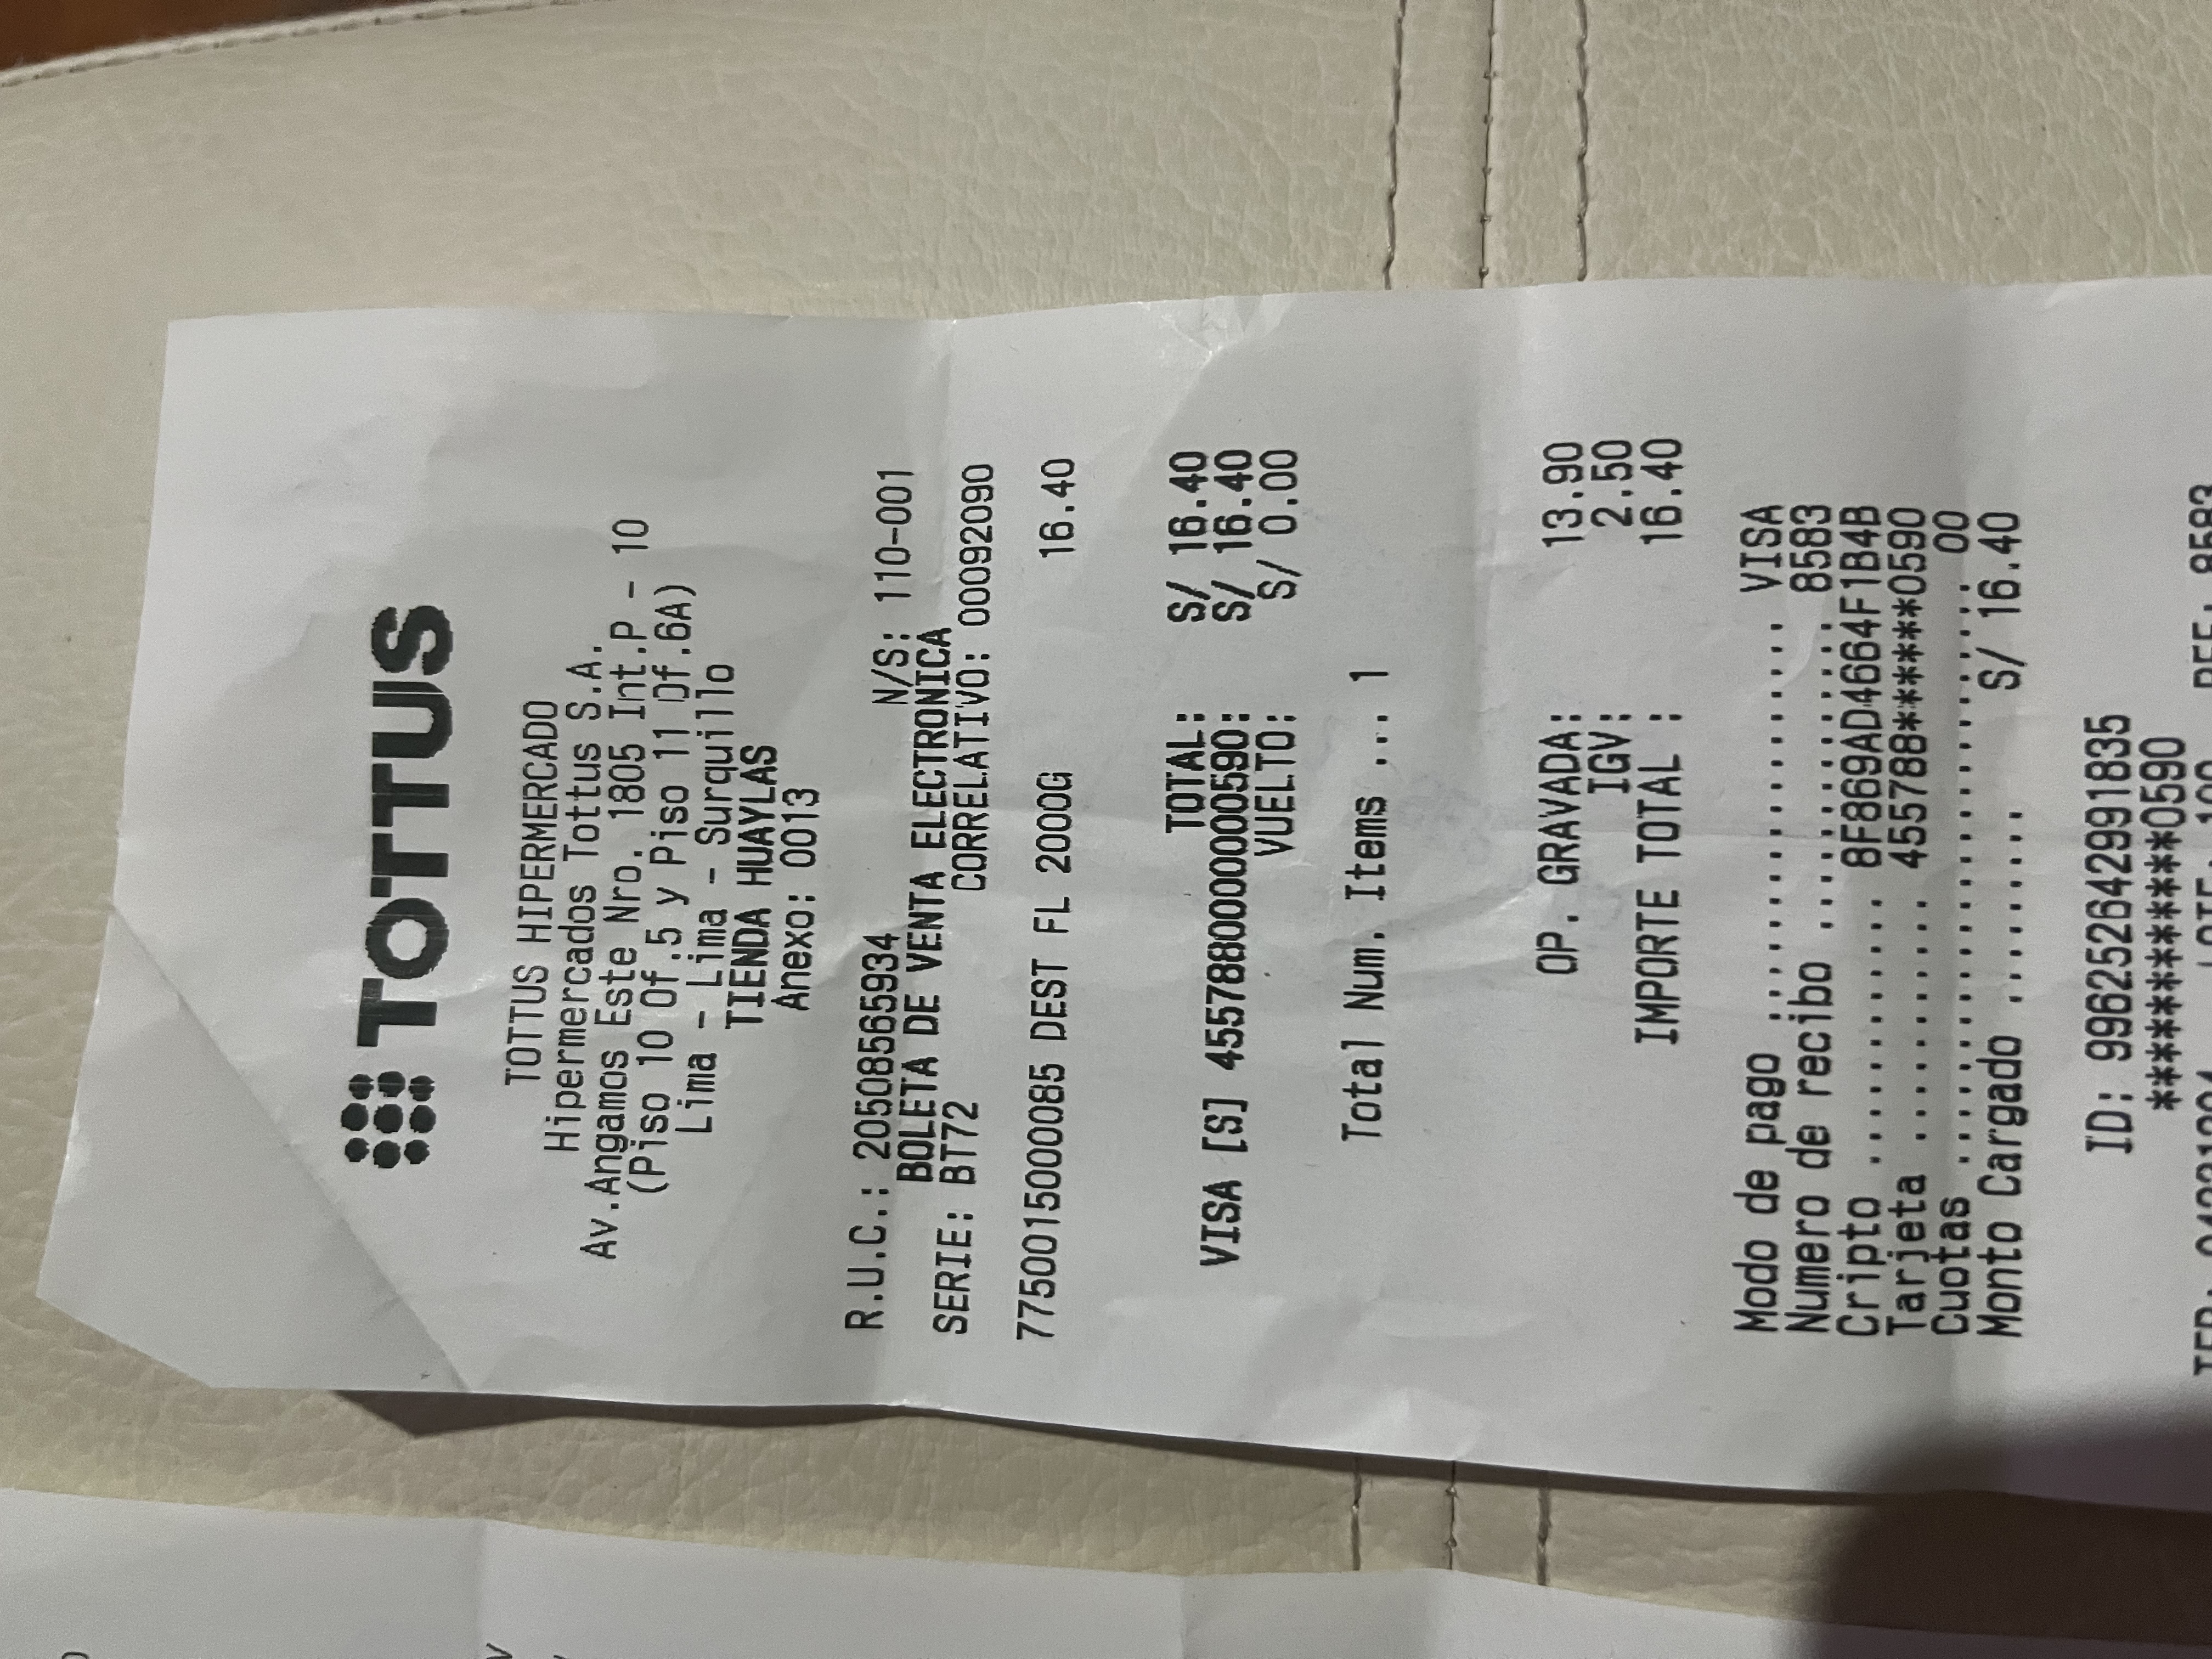 TOTTUS
TOTTUS HIPERMERCADO
Hipermercados Tottus S.A.
Av.Angamos Este Nro. 1805 Int.P - 10
(Piso 10 Of.5 y Piso 11 Of.6A)
Lima - Lima - Surquillo
TIENDA HUAYLAS
Anexo: 0013
R.U.C.: 20508565934 N/S: 110-001
BOLETA DE VENTA ELECTRONICA
SERIE: BT72 CORRELATIVO: 00092090
7750015000085 DEST FL 2000G 16.40
TOTAL: S/ 16.40
VISA [S] 4557880000000590: S/ 16.40
VUELTO: S/ 0.00
Total Num. Items ... 1
OP. GRAVADA: 13.90
IGV: 2.50
IMPORTE TOTAL : 16.40
Modo de pago .................. VISA
Numero de recibo .............. 8583
Cripto ............ 8F869AD4664F1B4B
Tarjeta ........... 455788******0590
Cuotas .......................... 00
Monto Cargado ......... S/ 16.40
ID: 996252642991835
************0590
REF: 8583